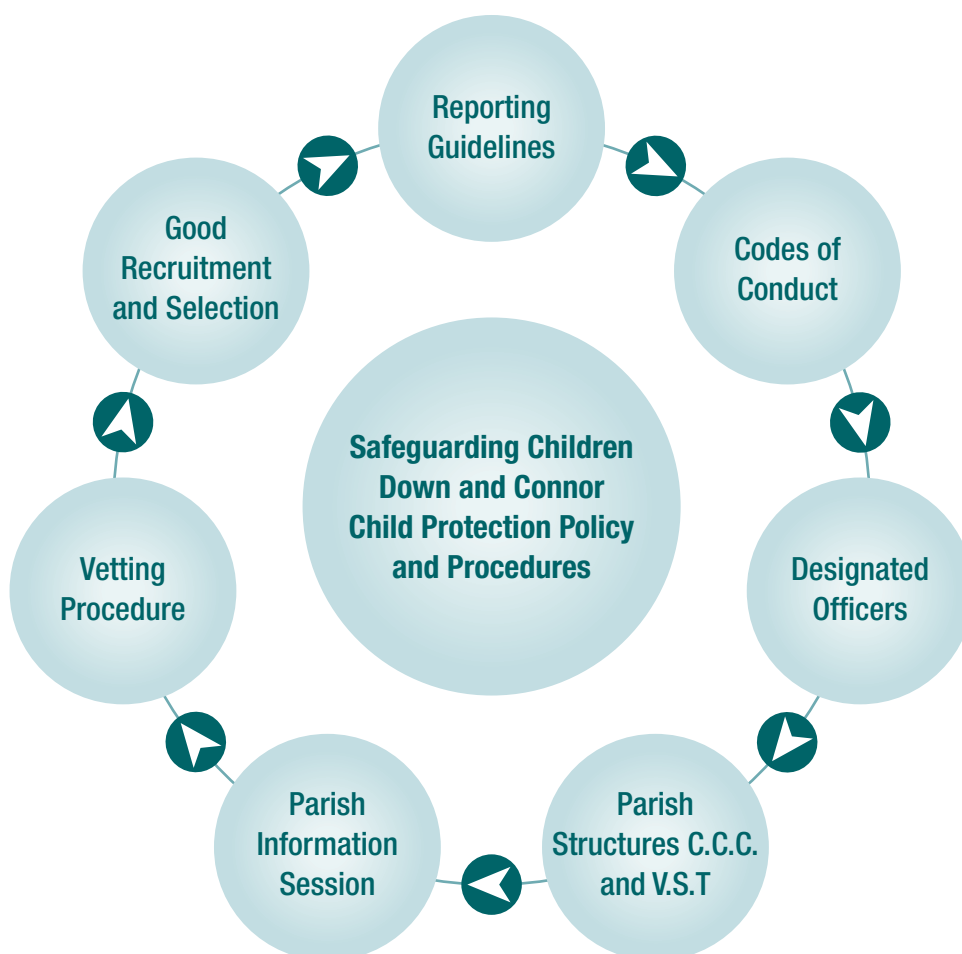 Reporting
Guidelines
Codes of
Conduct
Designated
Officers
Parish
Structures C.C.C.
and V.S.T
Parish
Information
Session
Vetting
Procedure
Good
Recruitment
and Selection
Safeguarding Children
Down and Connor
Child Protection Policy
and Procedures